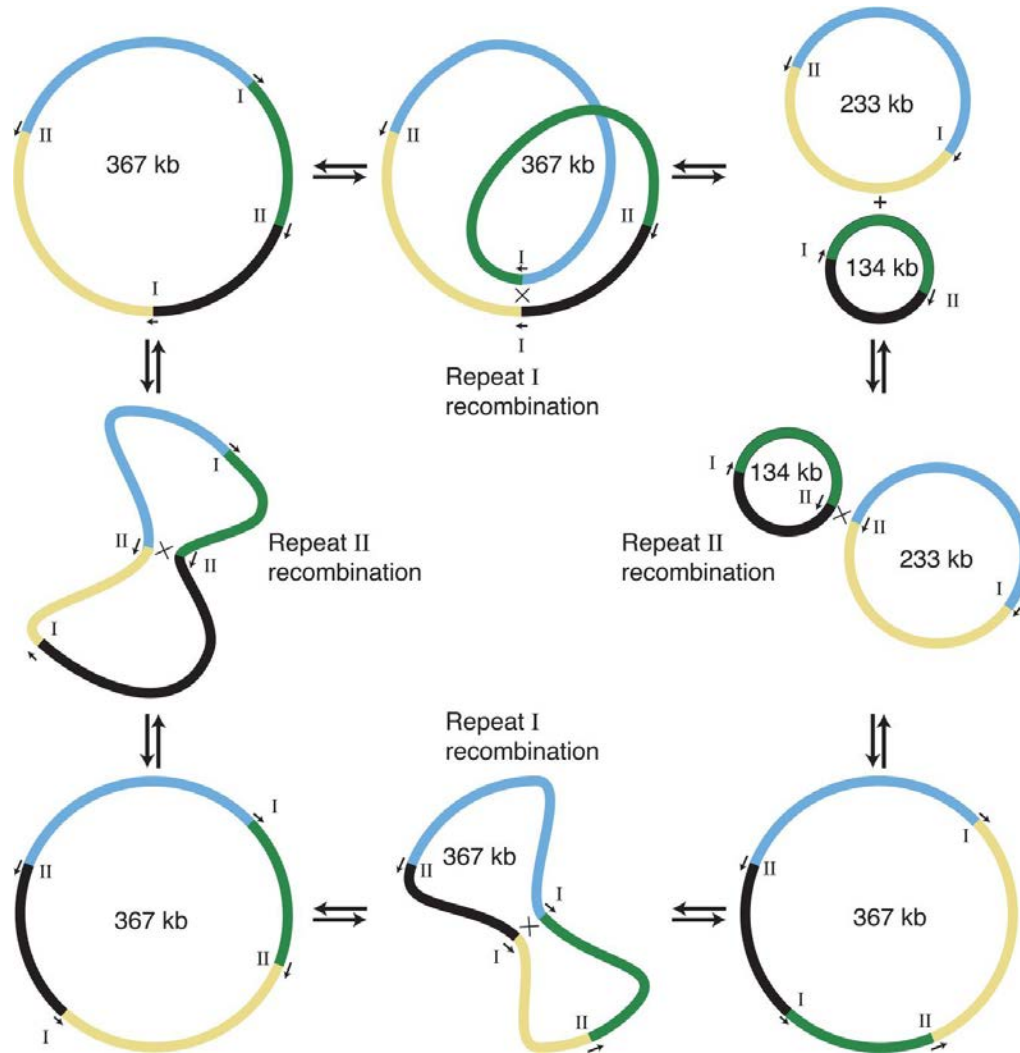 I
II
367 kb
II
I
367 kb
II
II
I
I
Repeat I
recombination
II
233 kb
I
+
I
134 kb
II
I
II
II
I
Repeat II
recombination
I
134 kb
II
II
233 kb
I
Repeat II
recombination
Repeat I
recombination
I
II
367 kb
II
I
367 kb
II
I
I
II
I
II
367 kb
I
II